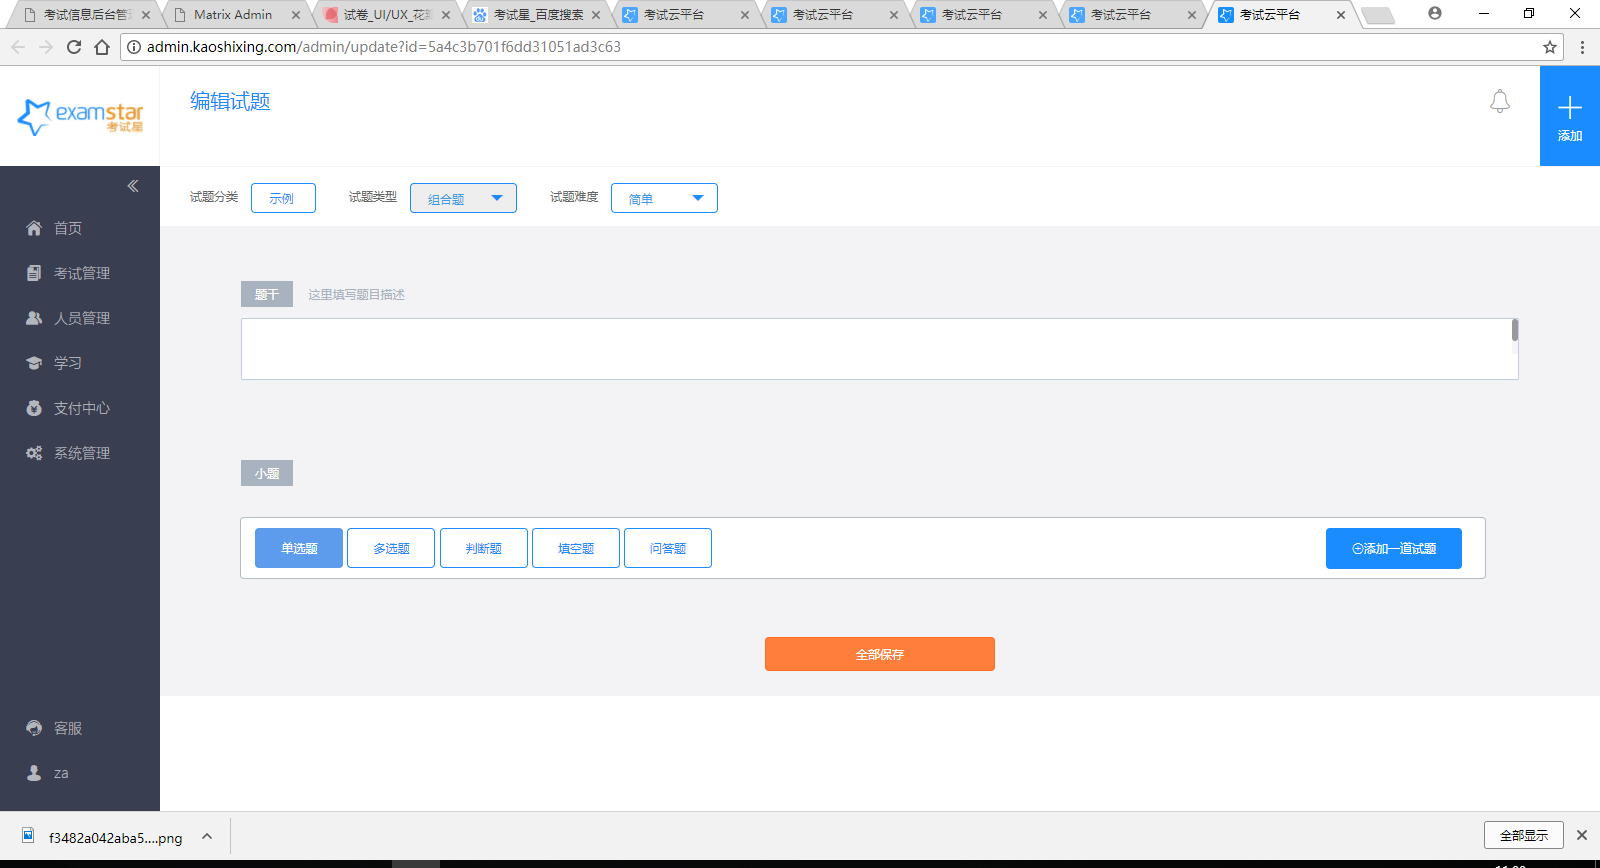 考试信息后台管
Matrix Admin
试卷_UI/UX_花
考试星_百度搜索
考试云平台
考试云平台
考试云平台
考试云平台
考试云平台
admin.kaoshixing.com/admin/update?id=5a4c3b701f6dd31051ad3c63
examstar
考试星
编辑试题
添加
试题分类 示例 试题类型 组合题 试题难度 简单
首页
考试管理
人员管理
学习
支付中心
系统管理
客服
za
题干 这里填写题目描述
小题
单选题 多选题 判断题 填空题 问答题 添加一道试题
全部保存
f3482a042aba5....png
全部显示